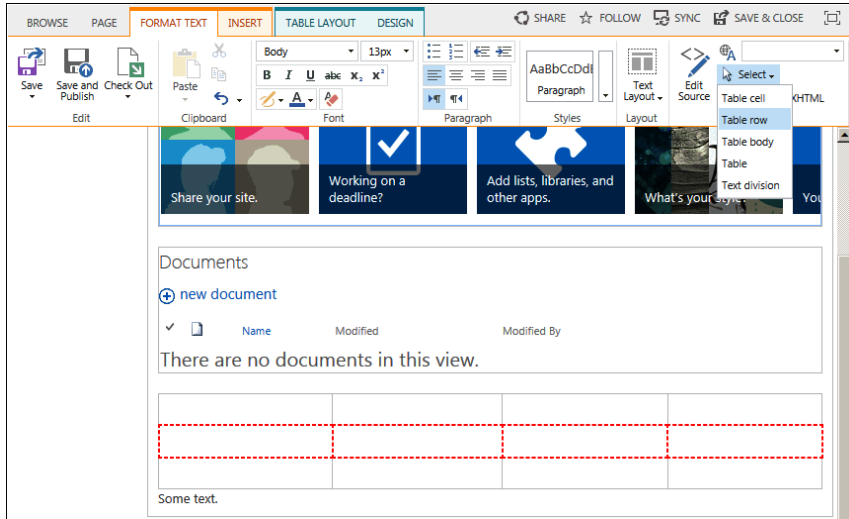 BROWSE PAGE FORMAT TEXT INSERT TABLE LAYOUT DESIGN SHARE FOLLOW SYNC SAVE & CLOSE
Body 13px
Select
B I U abc X₂ X²
AaBbCcDdE
Paragraph
Save Save and Publish Check Out
Paste
A
Text Layout
Edit Source
XHTML
Edit Clipboard Font Paragraph Styles Layout
Table cell
Table row
Table body
Table
Text division
Share your site.
Working on a deadline?
Add lists, libraries, and other apps.
What's your style?
Documents
new document
Name Modified Modified By
There are no documents in this view.
Some text.